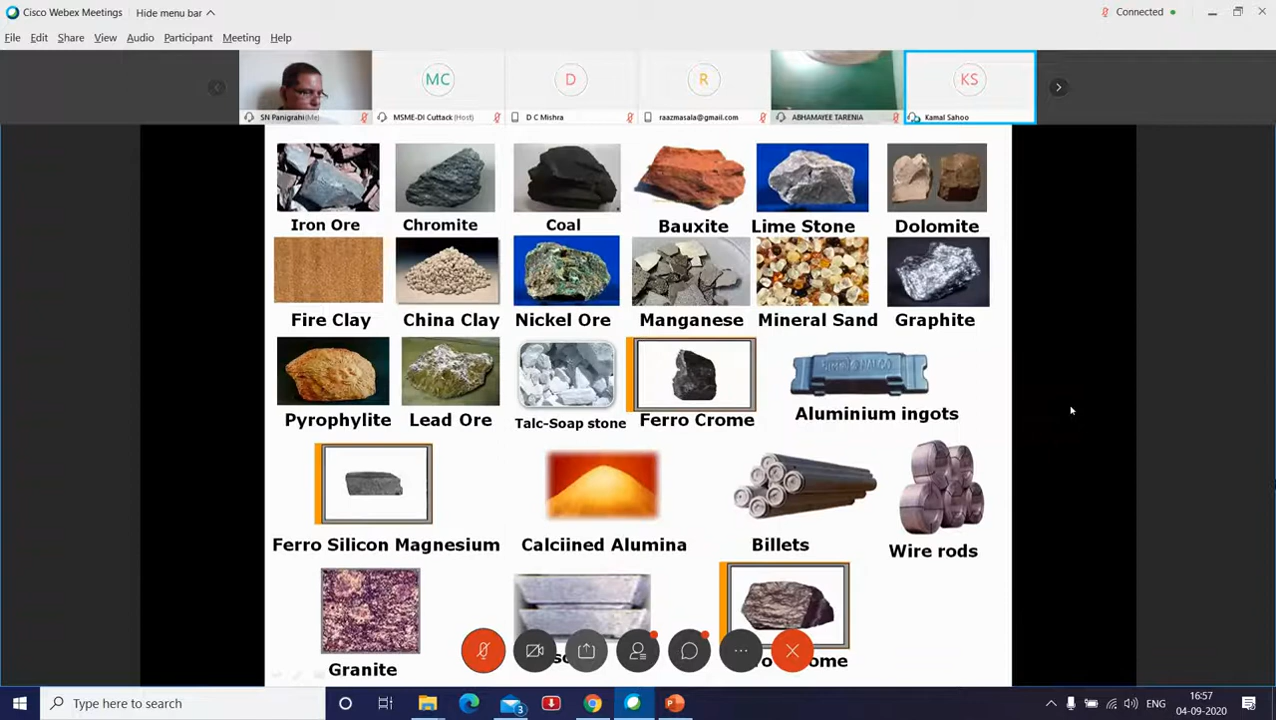 Cisco Webex Meetings
Hide menu bar
Connected
File Edit Share View Audio Participant Meeting Help
MC D R KS
SN Panigrahi (Me) MSME-DI Cuttack (Host) D C Mishra raazmasala@gmail.com ABHAMAYEE TARENIA Kamal Sahoo
Iron Ore Chromite Coal Bauxite Lime Stone Dolomite
Fire Clay China Clay Nickel Ore Manganese Mineral Sand Graphite
Pyrophylite Lead Ore Talc-Soap stone Ferro Crome Aluminium ingots
Ferro Silicon Magnesium Calciined Alumina Billets Wire rods
Granite
Type here to search
3
ENG
16:57
04-09-2020